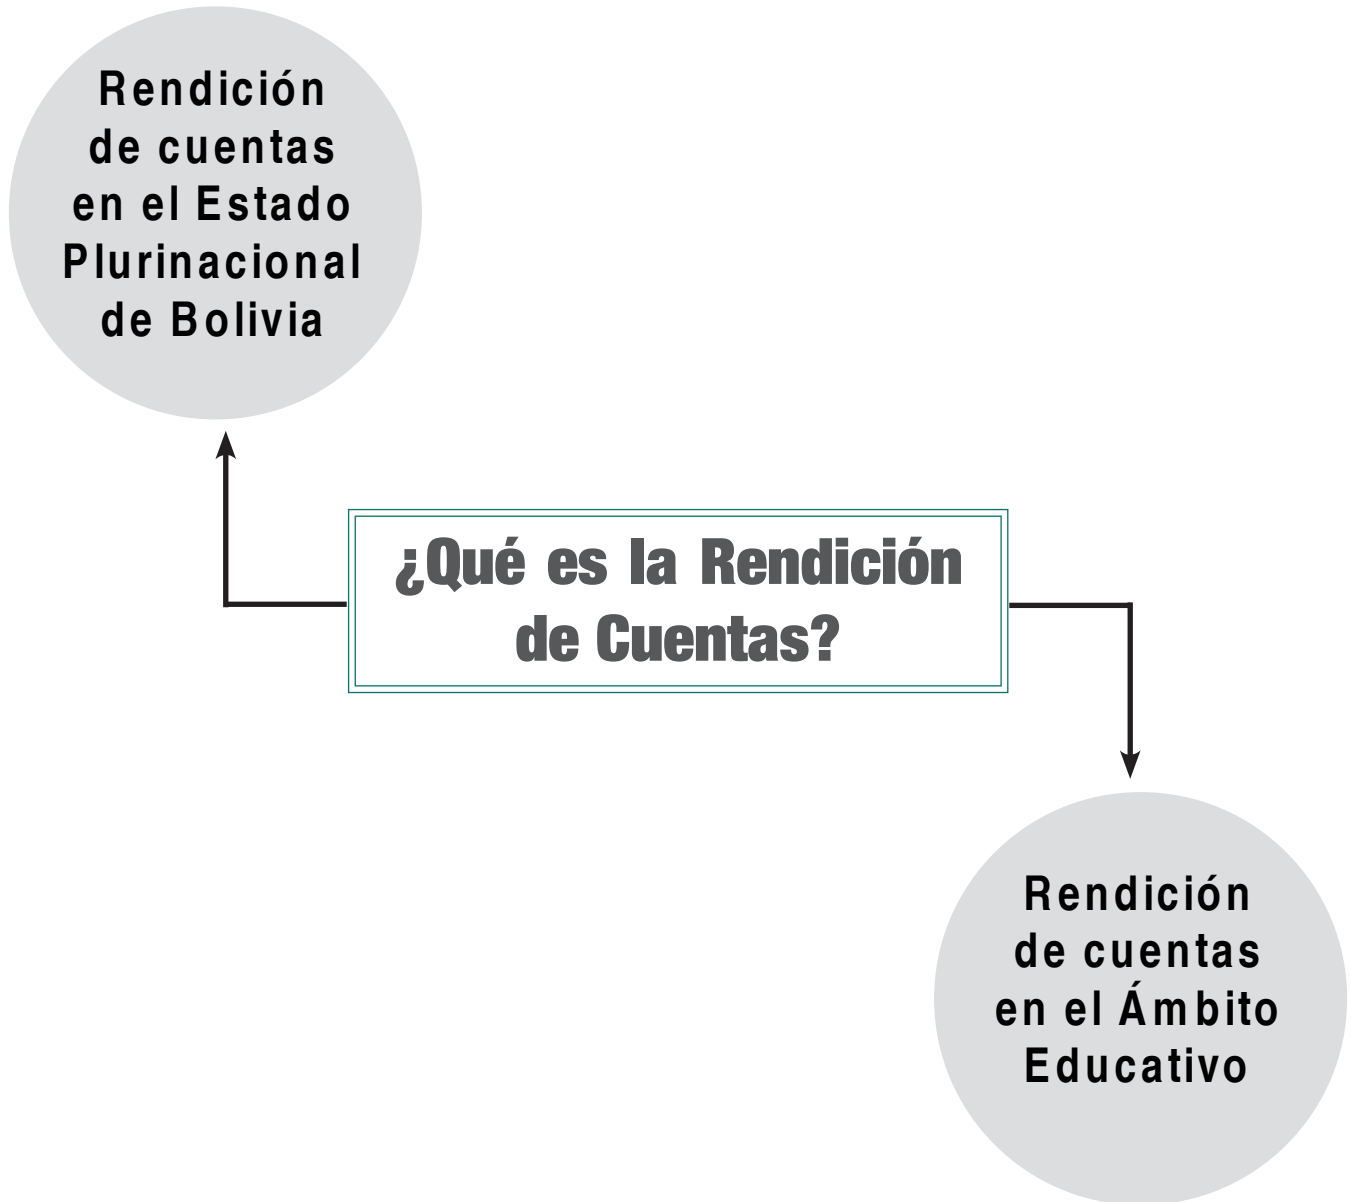 Rendición
de cuentas
en el Estado
Plurinacional
de Bolivia
¿Qué es la Rendición
de Cuentas?
Rendición
de cuentas
en el Ámbito
Educativo